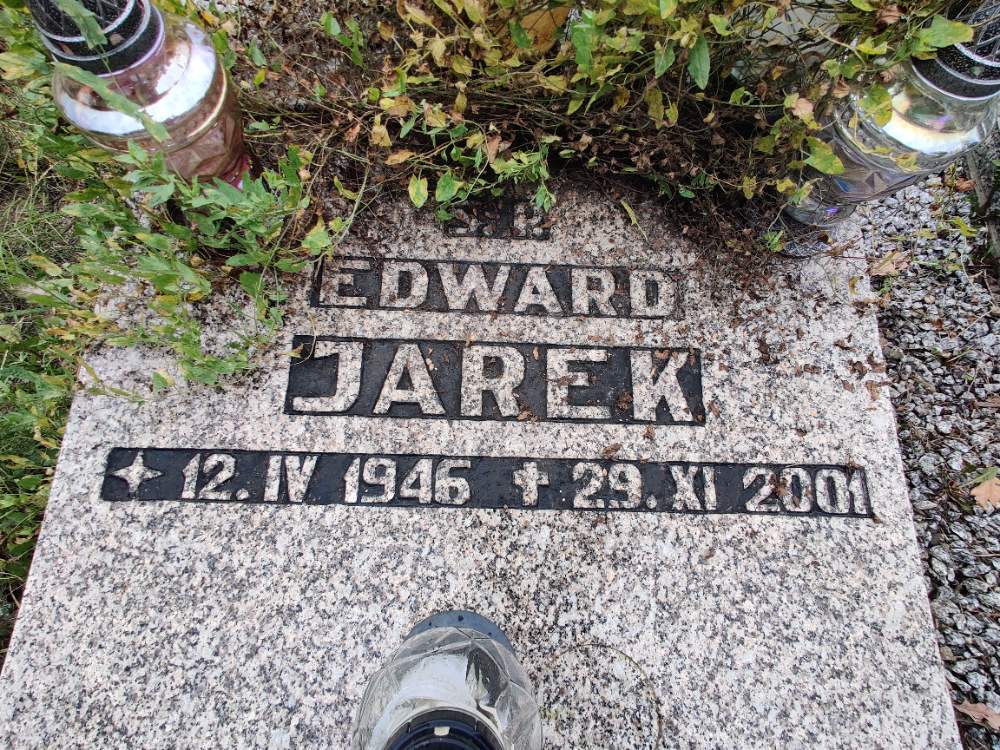 Ś.P.
EDWARD
JAREK
12. IV 1946 ✝ 29. XI 2001